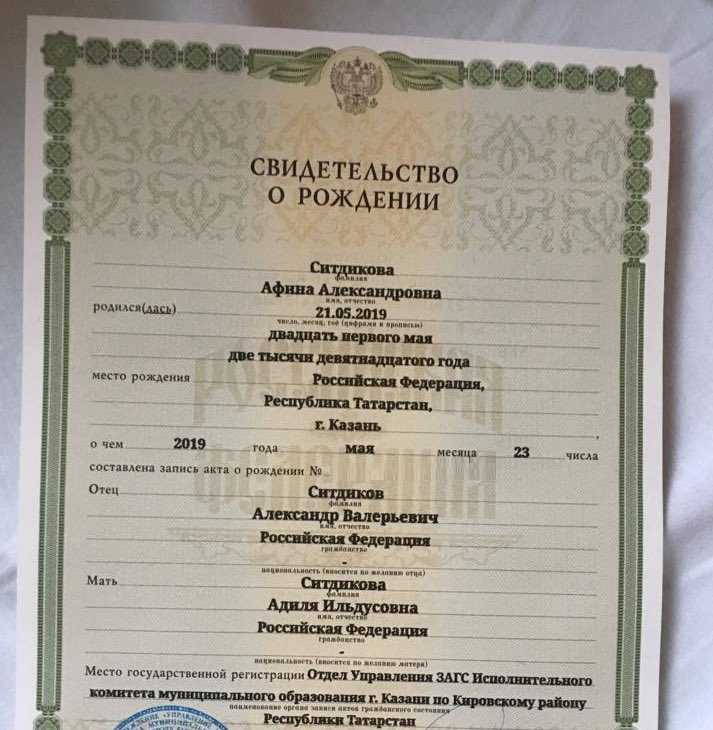 СВИДЕТЕЛЬСТВО
О РОЖДЕНИИ
Ситдикова
фамилия
Афина Александровна
имя, отчество
родился(лась) 21.05.2019
число, месяц, год (цифрами и прописью)
двадцать первого мая
две тысячи девятнадцатого года
место рождения Российская Федерация,
Республика Татарстан,
г. Казань ,
о чем 2019 года мая месяца 23 числа
составлена запись акта о рождении №
Отец Ситдиков
фамилия
Александр Валерьевич
имя, отчество
Российская Федерация
гражданство
-
национальность (вносится по желанию отца)
Мать Ситдикова
фамилия
Адиля Ильдусовна
имя, отчество
Российская Федерация
гражданство
-
национальность (вносится по желанию матери)
Место государственной регистрации Отдел Управления ЗАГС Исполнительного
комитета муниципального образования г. Казани по Кировскому району
наименование органа записи актов гражданского состояния
Республики Татарстан